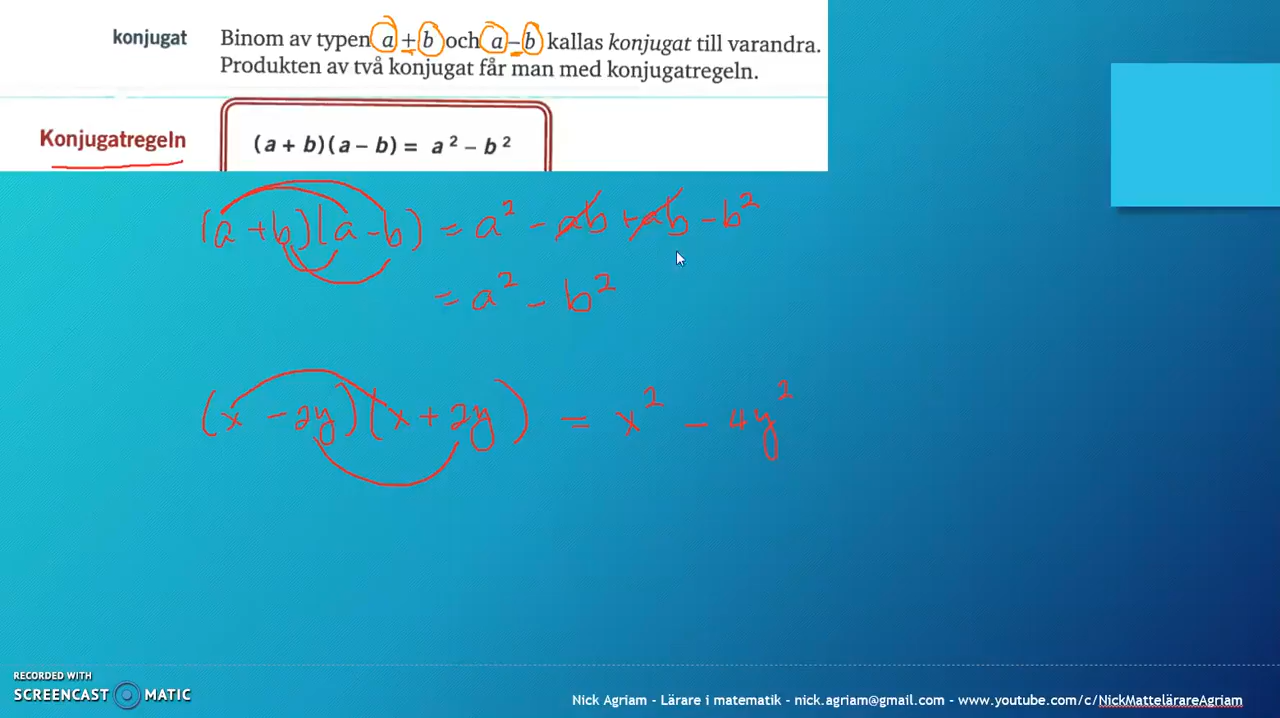 konjugat Binom av typen a + b och a – b kallas konjugat till varandra.
Produkten av två konjugat får man med konjugatregeln.
Konjugatregeln (a + b)(a – b) = a² – b²
(a + b)(a - b) = a² - ab + ab - b²
= a² - b²
(x - 2y)(x + 2y) = x² - 4y²
RECORDED WITH
SCREENCAST MATIC
Nick Agriam - Lärare i matematik - nick.agriam@gmail.com - www.youtube.com/c/NickMattelärareAgriam